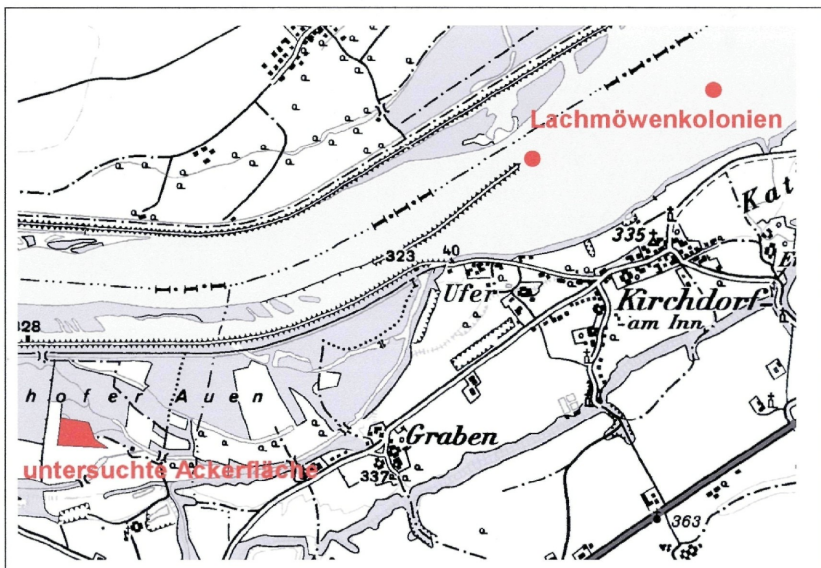 Lachmöwenkolonien
335
Kat
323
40
Ufer
Kirchdorf-
-am Inn
328
hofer Auen
Graben
untersuchte Ackerfläche
337
363